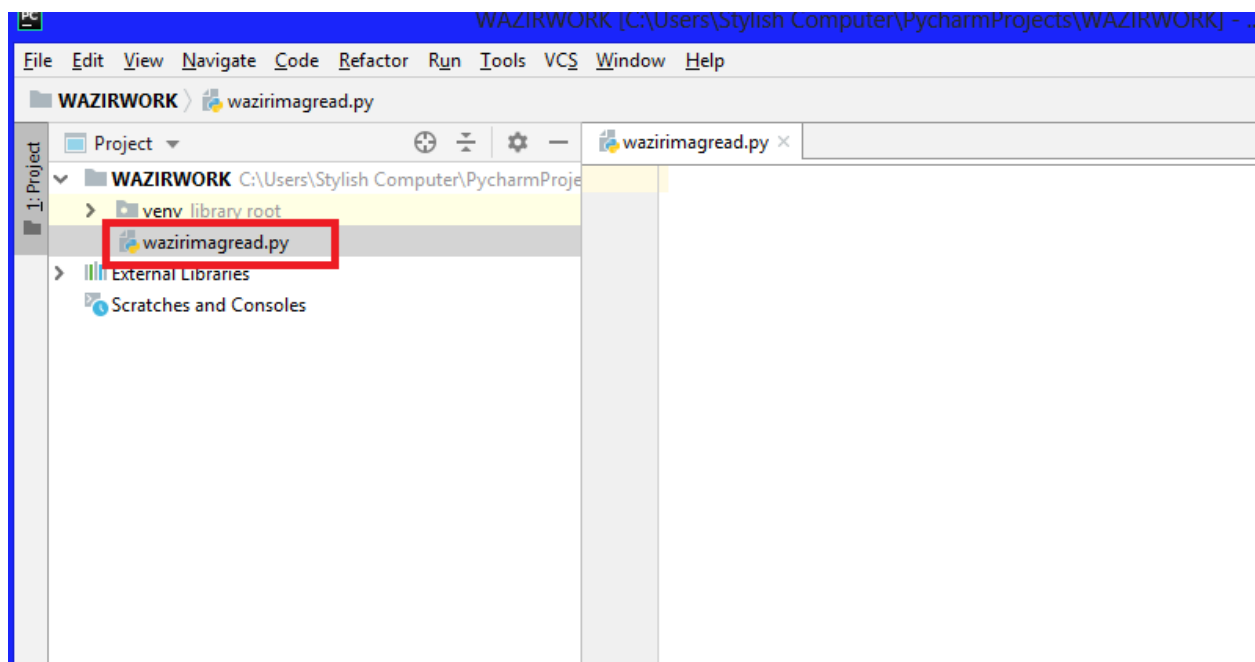 PC
WAZIRWORK [C:\Users\Stylish Computer\PycharmProjects\WAZIRWORK] - ...
File Edit View Navigate Code Refactor Run Tools VCS Window Help
WAZIRWORK wazirimagread.py
1: Project
Project
wazirimagread.py
WAZIRWORK C:\Users\Stylish Computer\PycharmProje
venv library root
wazirimagread.py
External Libraries
Scratches and Consoles